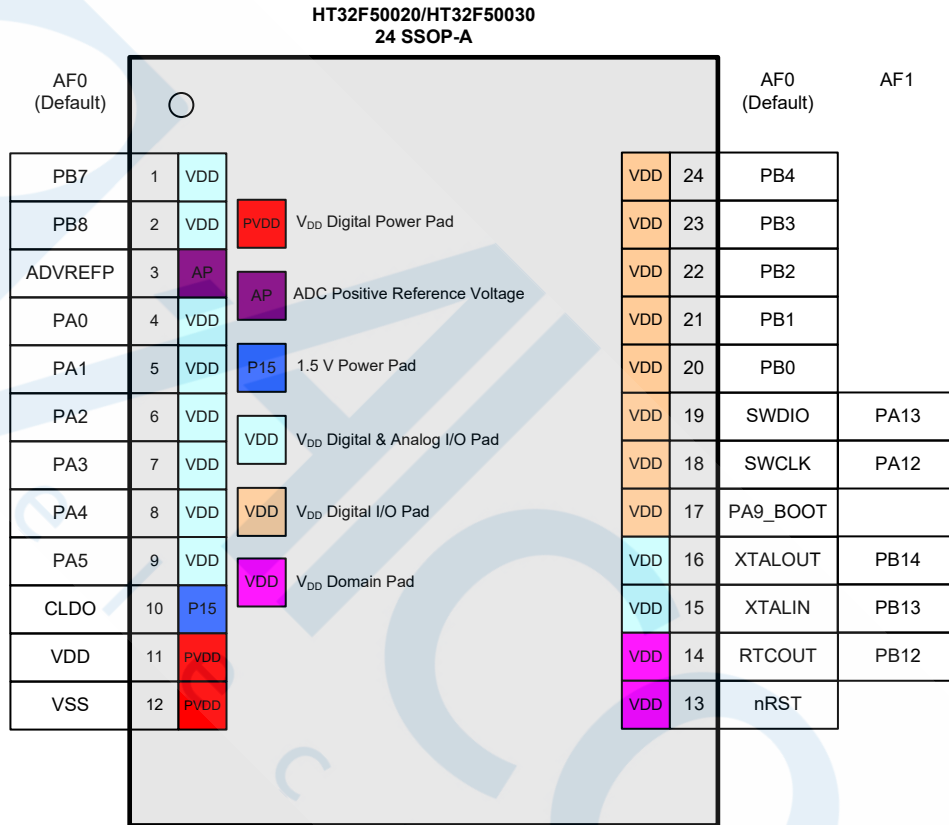 HT32F50020/HT32F50030
24 SSOP-A
AF0
(Default)
AF0
(Default)
AF1
PB7 1 VDD
VDD 24 PB4
PB8 2 VDD
PVDD VDD Digital Power Pad
VDD 23 PB3
ADVREFP 3 AP
AP ADC Positive Reference Voltage
VDD 22 PB2
PA0 4 VDD
VDD 21 PB1
PA1 5 VDD
P15 1.5 V Power Pad
VDD 20 PB0
PA2 6 VDD
VDD VDD Digital & Analog I/O Pad
VDD 19 SWDIO PA13
PA3 7 VDD
VDD 18 SWCLK PA12
PA4 8 VDD
VDD VDD Digital I/O Pad
VDD 17 PA9_BOOT
PA5 9 VDD
VDD VDD Domain Pad
VDD 16 XTALOUT PB14
CLDO 10 P15
VDD 15 XTALIN PB13
VDD 11 PVDD
VDD 14 RTCOUT PB12
VSS 12 PVDD
VDD 13 nRST